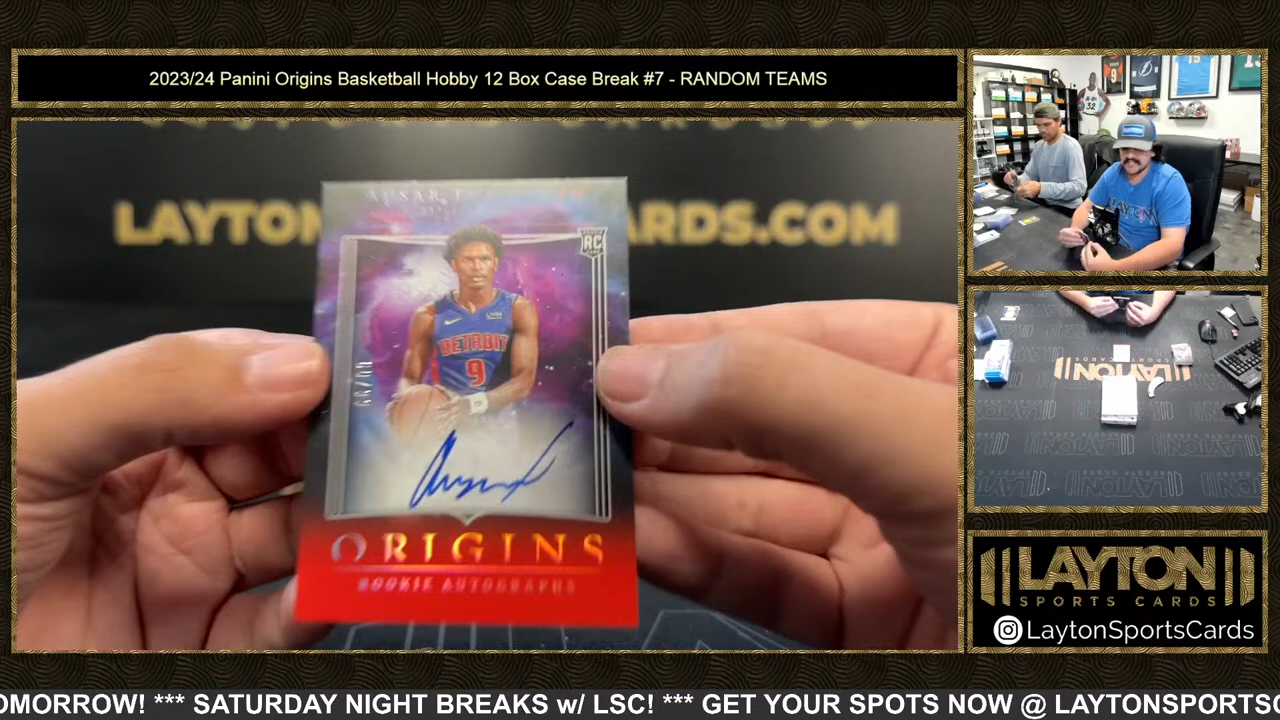 2023/24 Panini Origins Basketball Hobby 12 Box Case Break #7 - RANDOM TEAMS
LAYTON
RDS.COM
RC
DETROIT
9
ORIGINS
ROOKIE AUTOGRAPHS
LAYTON
SPORTS CARDS
LaytonSportsCards
OMORROW! *** SATURDAY NIGHT BREAKS w/ LSC! *** GET YOUR SPOTS NOW @ LAYTONSPORTSC